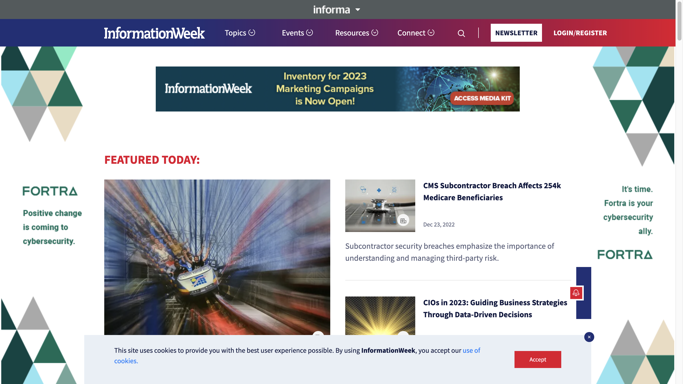 informa
InformationWeek
Topics
Events
Resources
Connect
NEWSLETTER
LOGIN/REGISTER
InformationWeek
Inventory for 2023
Marketing Campaigns
is Now Open!
ACCESS MEDIA KIT
FEATURED TODAY:
FORTRA
Positive change
is coming to
cybersecurity.
CMS Subcontractor Breach Affects 254k
Medicare Beneficiaries
Dec 23, 2022
Subcontractor security breaches emphasize the importance of
understanding and managing third-party risk.
CIOs in 2023: Guiding Business Strategies
Through Data-Driven Decisions
It's time.
Fortra is your
cybersecurity
ally.
FORTRA
This site uses cookies to provide you with the best user experience possible. By using InformationWeek, you accept our use of
cookies.
Accept